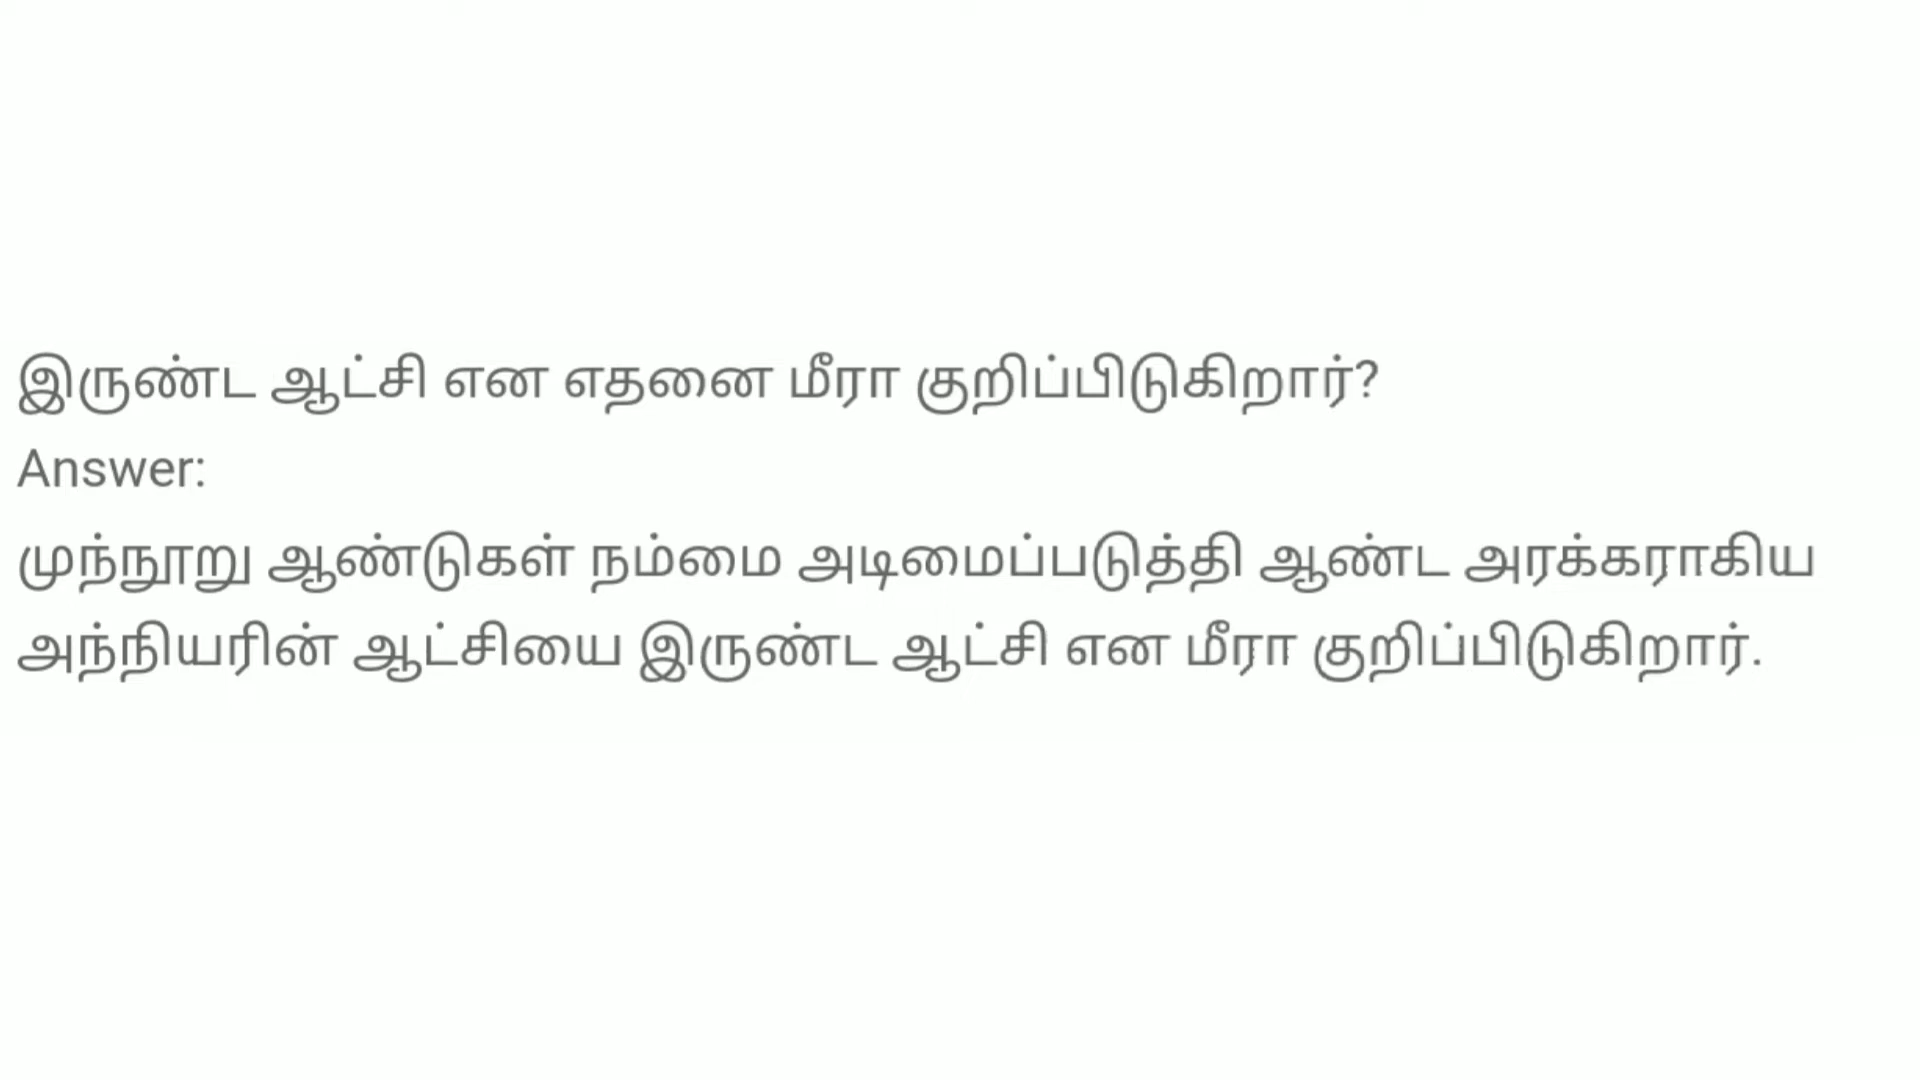 இருண்ட ஆட்சி என எதனை மீரா குறிப்பிடுகிறார்?
Answer:
முந்நூறு ஆண்டுகள் நம்மை அடிமைப்படுத்தி ஆண்ட அரக்கராகிய
அந்நியரின் ஆட்சியை இருண்ட ஆட்சி என மீரா குறிப்பிடுகிறார்.